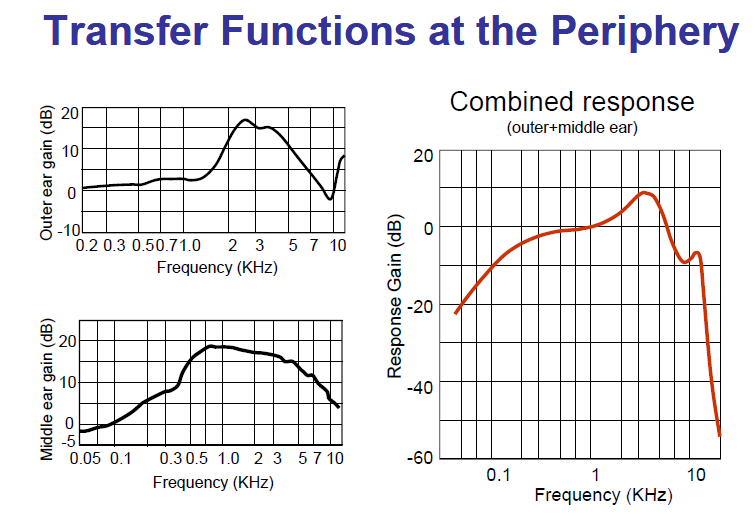 Transfer Functions at the Periphery
Outer ear gain (dB)
20
10
0
-10
0.2 0.3 0.5 0.7 1.0 2 3 5 7 10
Frequency (KHz)
Middle ear gain (dB)
20
10
0
-5
0.05 0.1 0.3 0.5 1.0 2 3 5 7 10
Frequency (KHz)
Combined response
(outer+middle ear)
Response Gain (dB)
20
0
-20
-40
-60
0.1 1 10
Frequency (KHz)